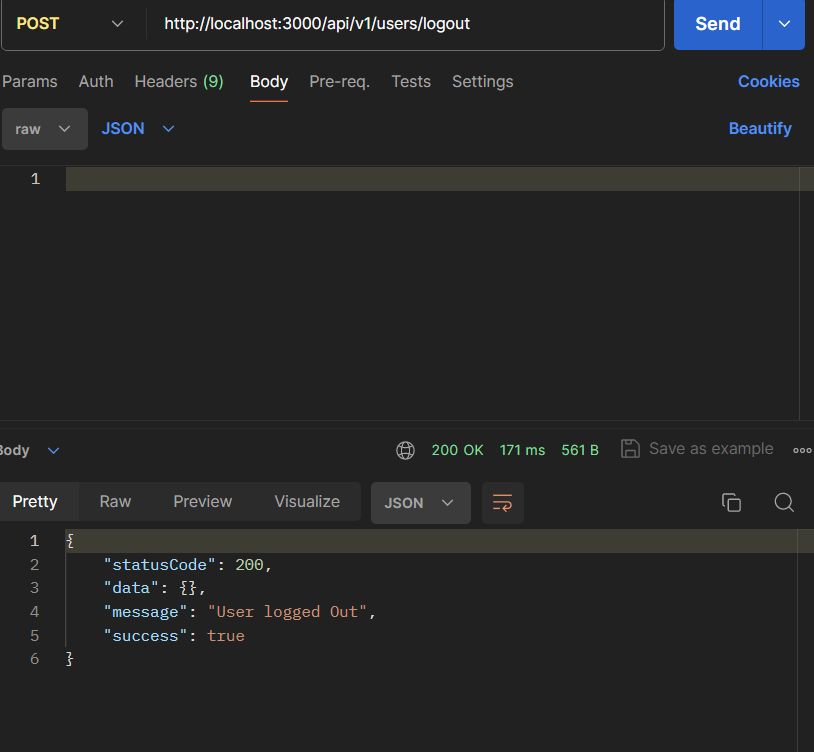 POST http://localhost:3000/api/v1/users/logout Send
Params Auth Headers (9) Body Pre-req. Tests Settings Cookies
raw JSON Beautify
1
Body 200 OK 171 ms 561 B Save as example
Pretty Raw Preview Visualize JSON
1 {
2 "statusCode": 200,
3 "data": {},
4 "message": "User logged Out",
5 "success": true
6 }